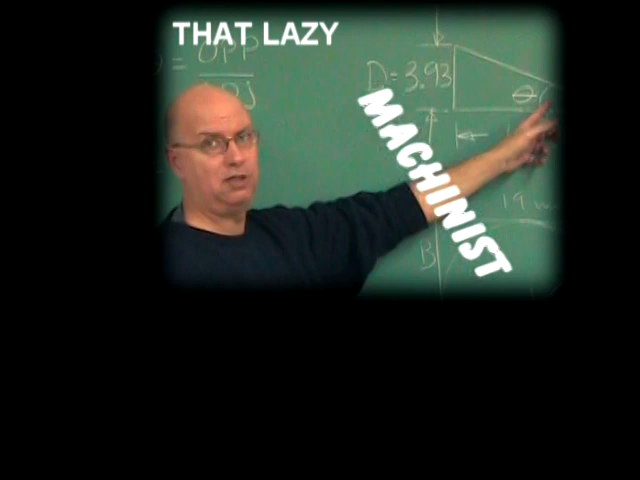 THAT LAZY
MACHINIST
= OPP
D = 3.93
θ
B